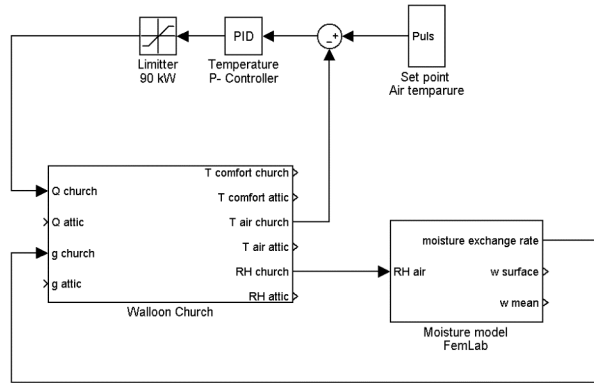 PID
Puls
Limitter
90 kW
Temperature
P- Controller
Set point
Air temparure
- +
Q church
Q attic
g church
g attic
T comfort church
T comfort attic
T air church
T air attic
RH church
RH attic
Walloon Church
RH air
moisture exchange rate
w surface
w mean
Moisture model
FemLab